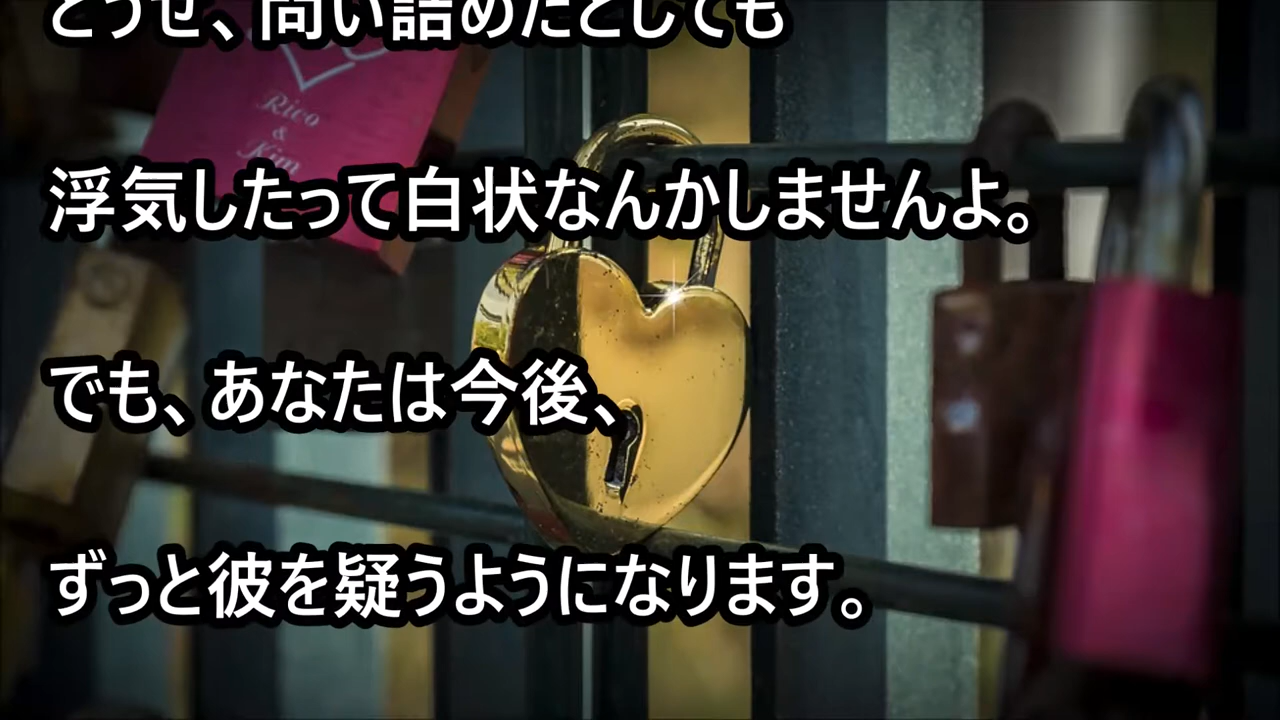 どうせ、問い詰めたとしても
浮気したって白状なんかしませんよ。
でも、あなたは今後、
ずっと彼を疑うようになります。
Rico
&
Kim